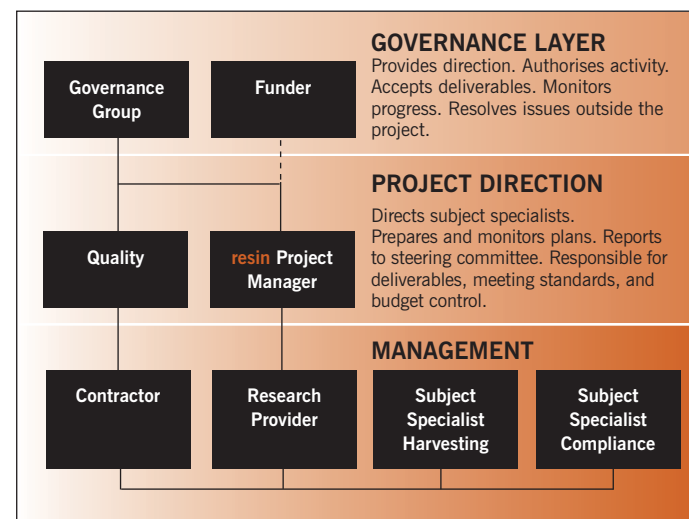 GOVERNANCE LAYER
Provides direction. Authorises activity.
Accepts deliverables. Monitors
progress. Resolves issues outside the
project.
Governance
Group
Funder
PROJECT DIRECTION
Directs subject specialists.
Prepares and monitors plans. Reports
to steering committee. Responsible for
deliverables, meeting standards, and
budget control.
Quality
resin Project
Manager
MANAGEMENT
Contractor
Research
Provider
Subject
Specialist
Harvesting
Subject
Specialist
Compliance